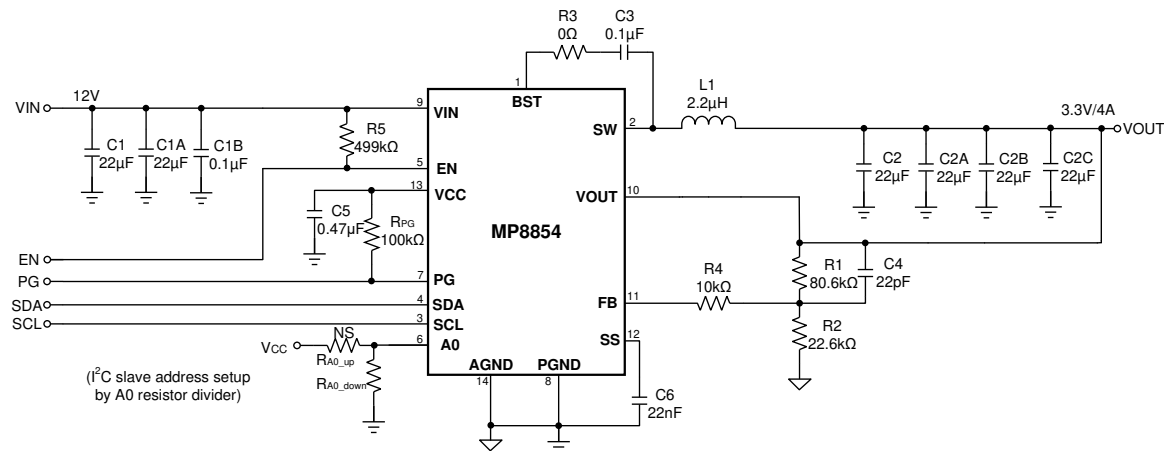 R3
0Ω
C3
0.1µF
1
BST
L1
2.2µH
VIN
12V
9
VIN
SW
2
3.3V/4A
VOUT
C1
22µF
C1A
22µF
C1B
0.1µF
R5
499kΩ
C2
22µF
C2A
22µF
C2B
22µF
C2C
22µF
5
EN
13
VCC
VOUT
10
C5
0.47µF
RPG
100kΩ
MP8854
EN
PG
7
PG
R4
10kΩ
R1
80.6kΩ
C4
22pF
SDA
4
SDA
FB
11
SCL
3
SCL
R2
22.6kΩ
VCC
NS
6
A0
SS
12
RA0_up
RA0_down
(I²C slave address setup
by A0 resistor divider)
AGND
PGND
14
8
C6
22nF